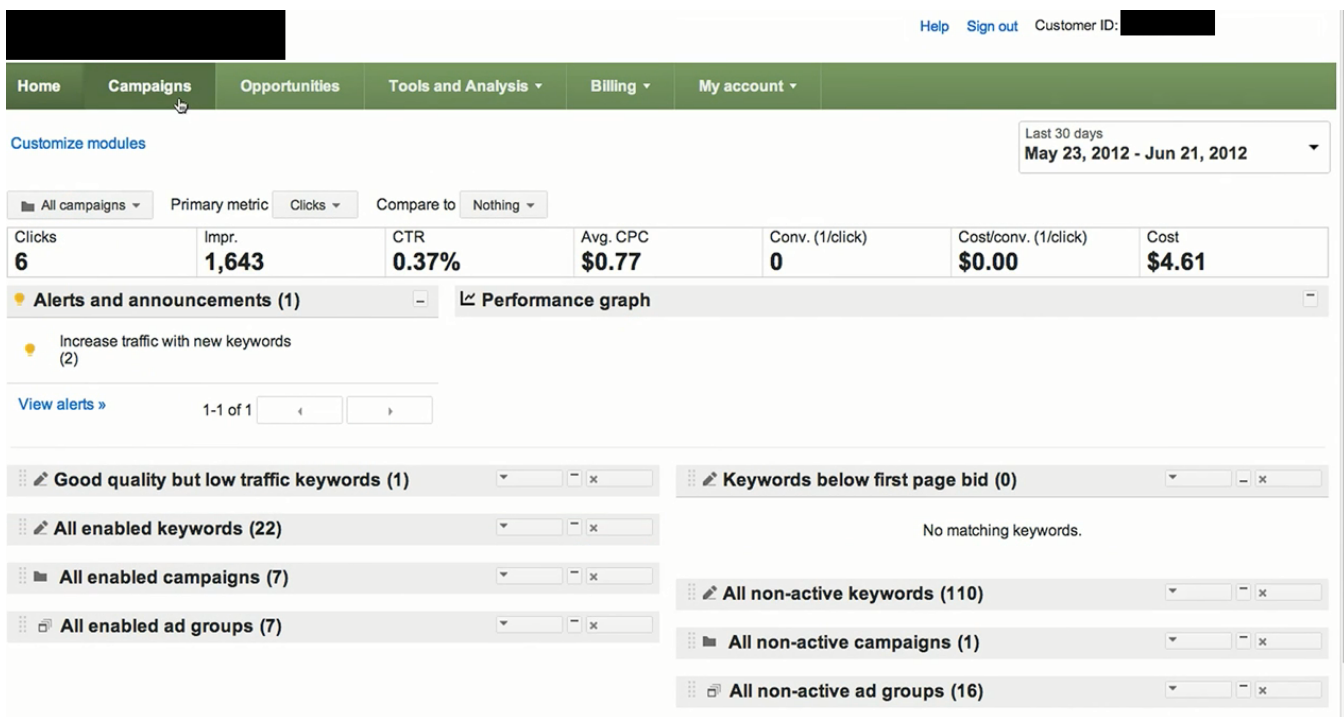 Help Sign out Customer ID:
Home Campaigns Opportunities Tools and Analysis Billing My account
Customize modules
Last 30 days
May 23, 2012 - Jun 21, 2012
All campaigns Primary metric Clicks Compare to Nothing
Clicks Impr. CTR Avg. CPC Conv. (1/click) Cost/conv. (1/click) Cost
6 1,643 0.37% $0.77 0 $0.00 $4.61
Alerts and announcements (1)
Performance graph
Increase traffic with new keywords
(2)
View alerts » 1-1 of 1
Good quality but low traffic keywords (1)
All enabled keywords (22)
All enabled campaigns (7)
All enabled ad groups (7)
Keywords below first page bid (0)
No matching keywords.
All non-active keywords (110)
All non-active campaigns (1)
All non-active ad groups (16)